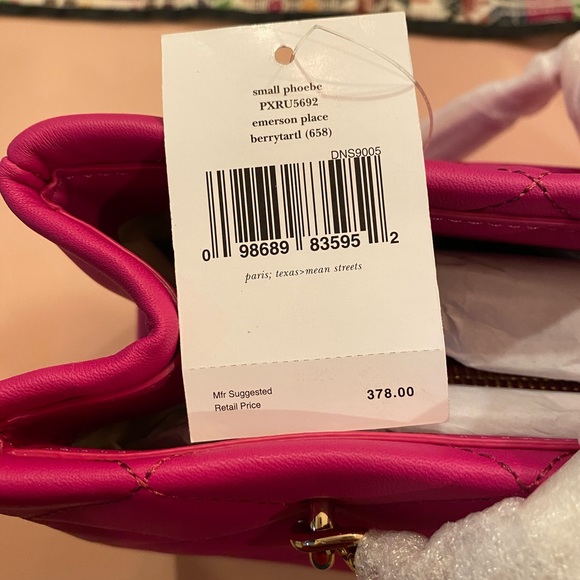 small phoebe
PXRU5692
emerson place
berrytartl (658)
DNS9005
0 98689 83595 2
paris; texas>mean streets
Mfr Suggested
Retail Price
378.00